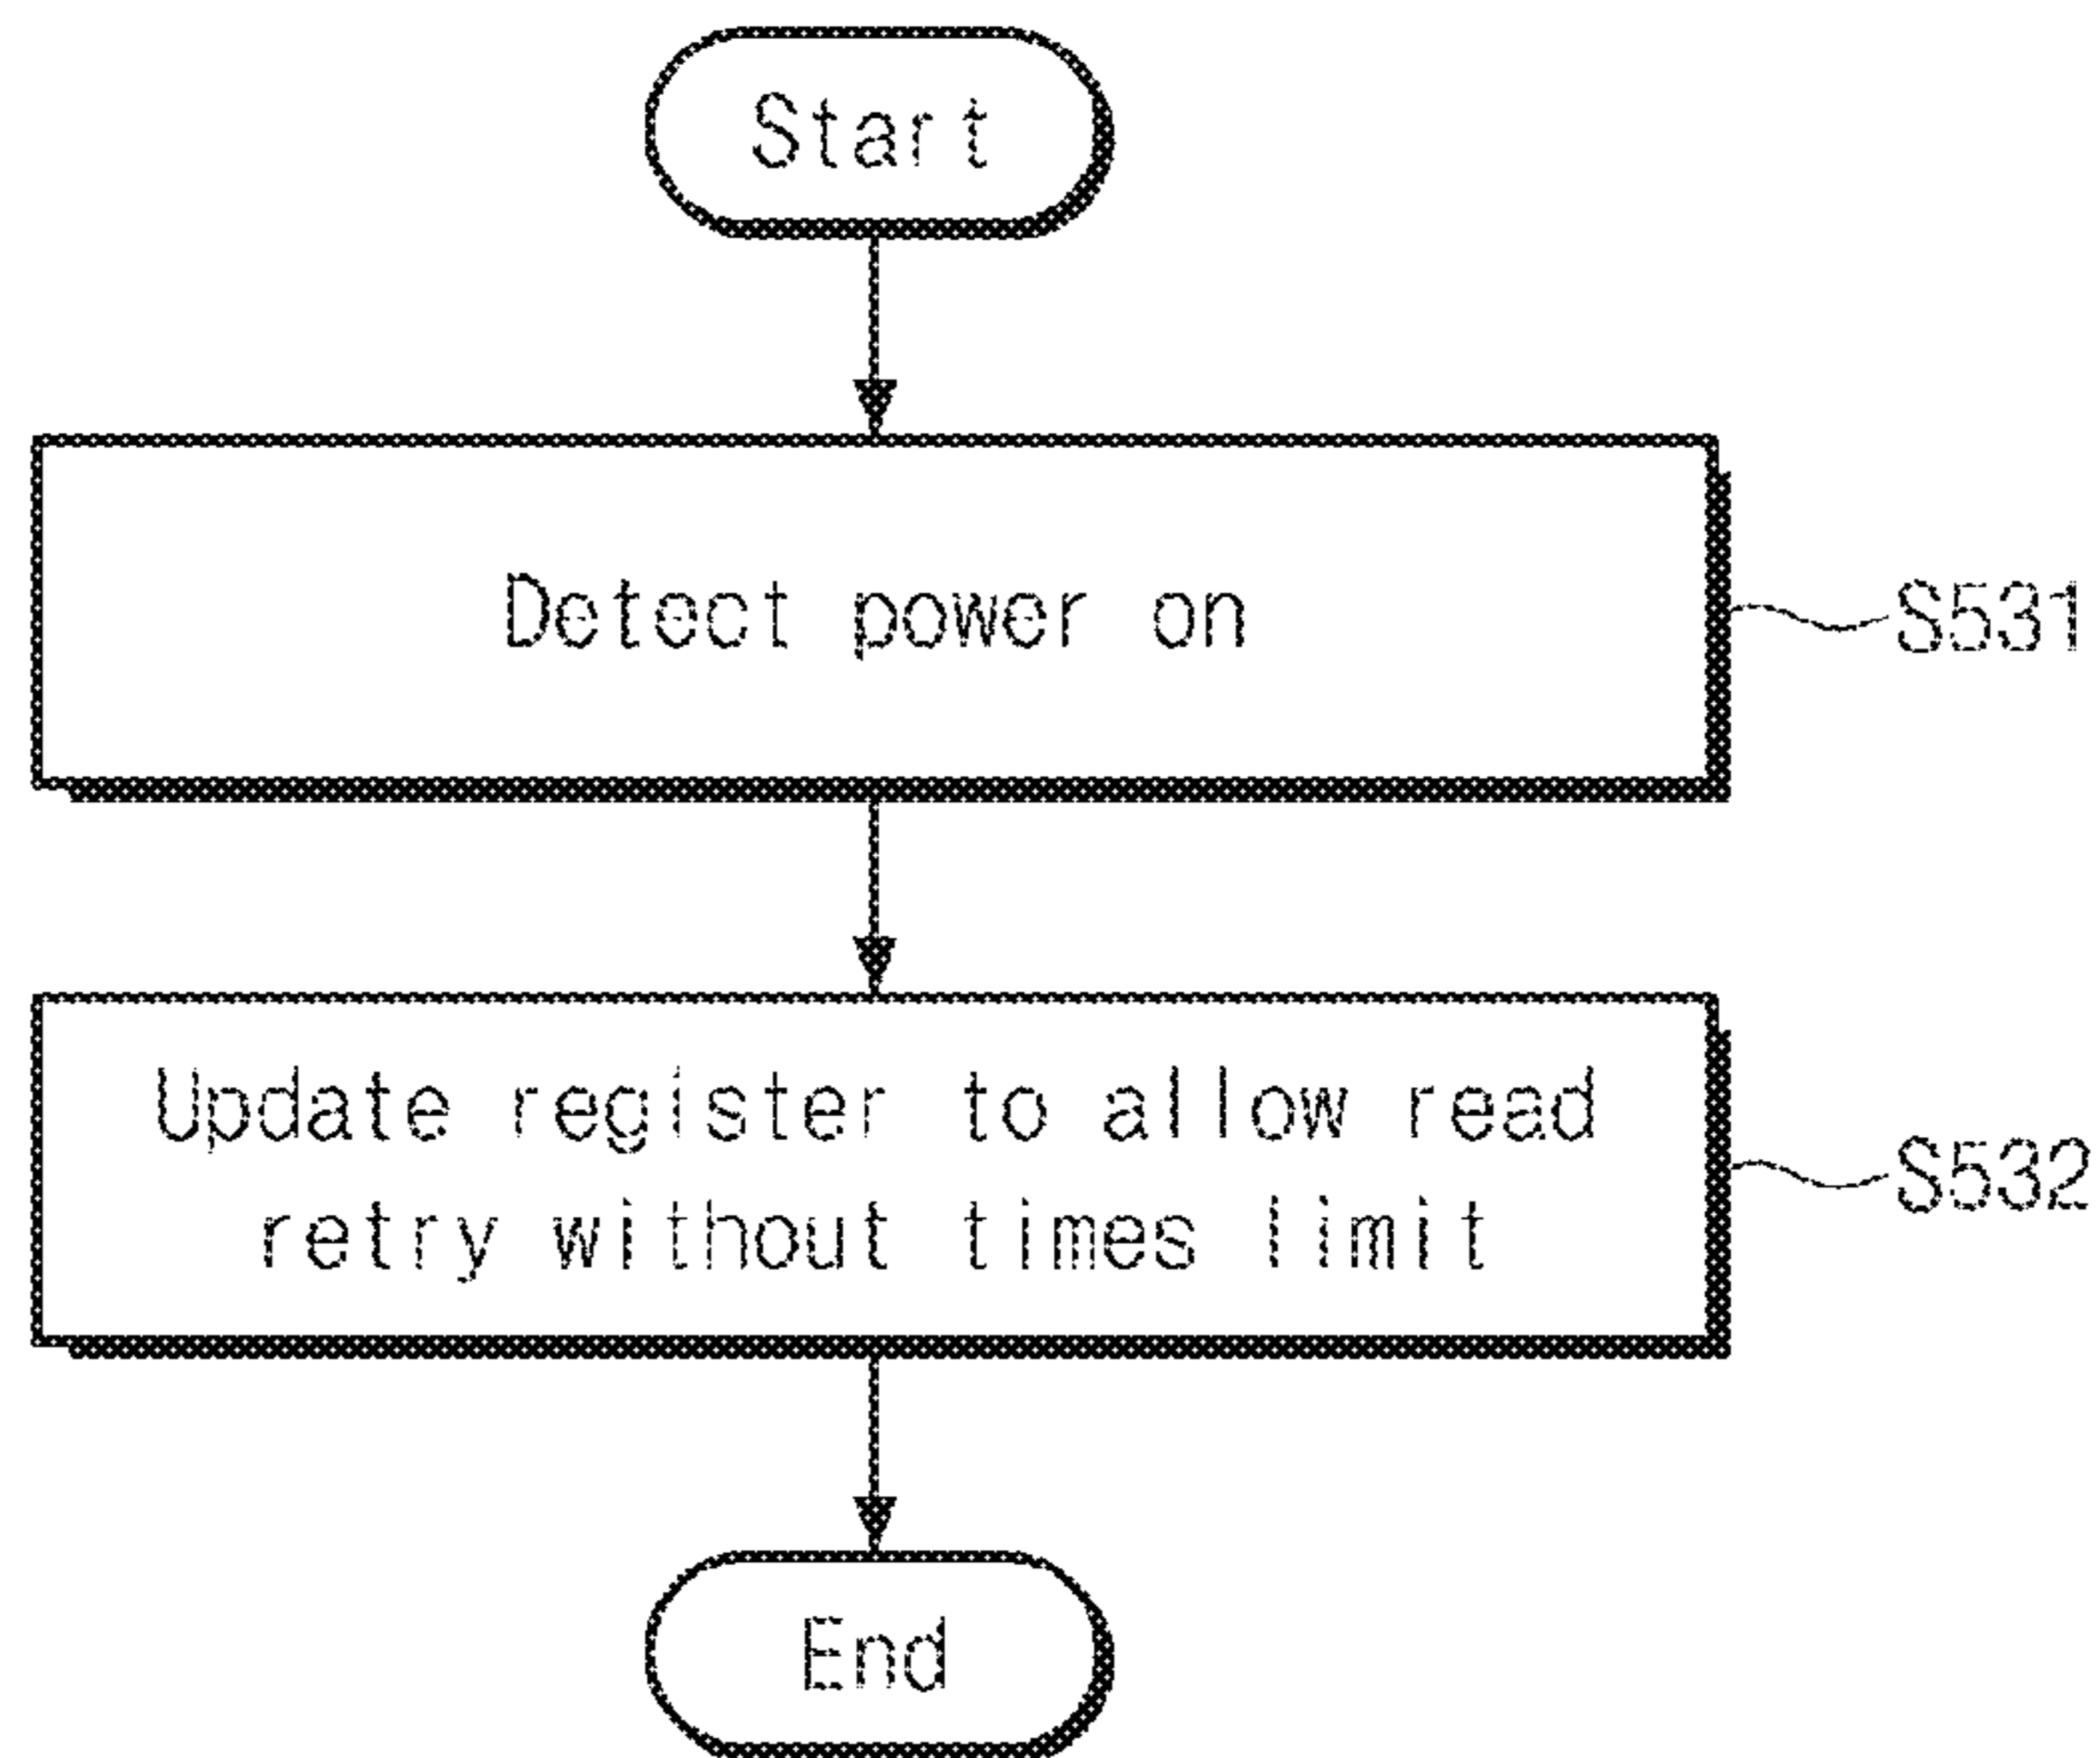 Start
Detect power on
S531
Update register to allow read
retry without times limit
S532
End